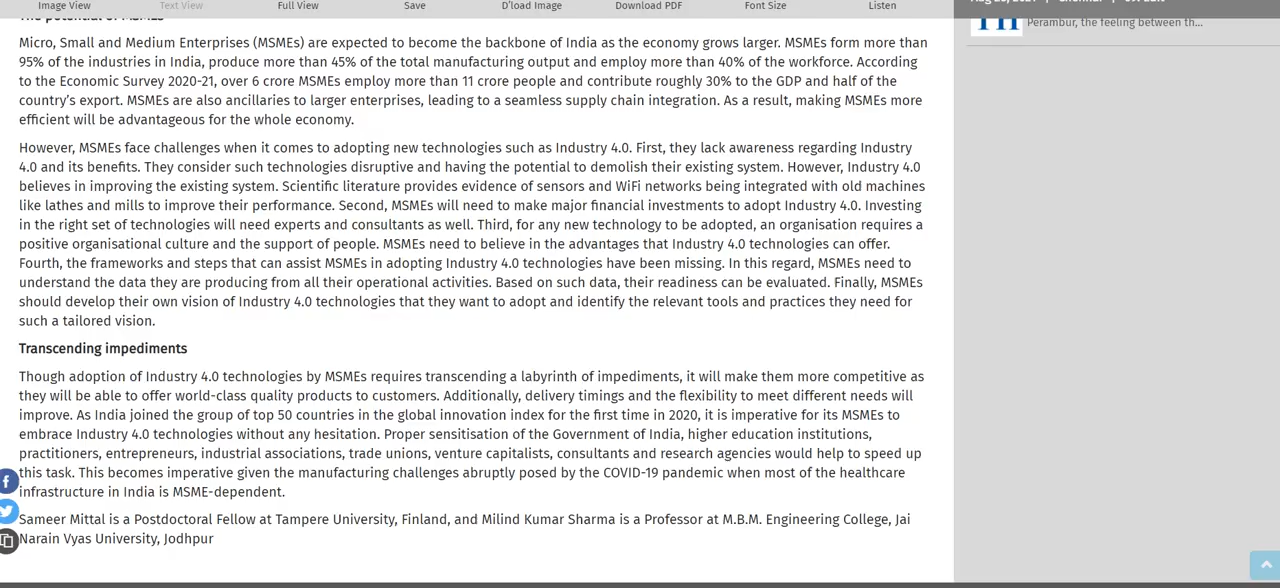 Image View Text View Full View Save D'load Image Download PDF Font Size Listen
The potential of MSMEs
Micro, Small and Medium Enterprises (MSMEs) are expected to become the backbone of India as the economy grows larger. MSMEs form more than
95% of the industries in India, produce more than 45% of the total manufacturing output and employ more than 40% of the workforce. According
to the Economic Survey 2020-21, over 6 crore MSMEs employ more than 11 crore people and contribute roughly 30% to the GDP and half of the
country's export. MSMEs are also ancillaries to larger enterprises, leading to a seamless supply chain integration. As a result, making MSMEs more
efficient will be advantageous for the whole economy.
However, MSMEs face challenges when it comes to adopting new technologies such as Industry 4.0. First, they lack awareness regarding Industry
4.0 and its benefits. They consider such technologies disruptive and having the potential to demolish their existing system. However, Industry 4.0
believes in improving the existing system. Scientific literature provides evidence of sensors and WiFi networks being integrated with old machines
like lathes and mills to improve their performance. Second, MSMEs will need to make major financial investments to adopt Industry 4.0. Investing
in the right set of technologies will need experts and consultants as well. Third, for any new technology to be adopted, an organisation requires a
positive organisational culture and the support of people. MSMEs need to believe in the advantages that Industry 4.0 technologies can offer.
Fourth, the frameworks and steps that can assist MSMEs in adopting Industry 4.0 technologies have been missing. In this regard, MSMEs need to
understand the data they are producing from all their operational activities. Based on such data, their readiness can be evaluated. Finally, MSMEs
should develop their own vision of Industry 4.0 technologies that they want to adopt and identify the relevant tools and practices they need for
such a tailored vision.
Transcending impediments
Though adoption of Industry 4.0 technologies by MSMEs requires transcending a labyrinth of impediments, it will make them more competitive as
they will be able to offer world-class quality products to customers. Additionally, delivery timings and the flexibility to meet different needs will
improve. As India joined the group of top 50 countries in the global innovation index for the first time in 2020, it is imperative for its MSMEs to
embrace Industry 4.0 technologies without any hesitation. Proper sensitisation of the Government of India, higher education institutions,
practitioners, entrepreneurs, industrial associations, trade unions, venture capitalists, consultants and research agencies would help to speed up
this task. This becomes imperative given the manufacturing challenges abruptly posed by the COVID-19 pandemic when most of the healthcare
infrastructure in India is MSME-dependent.
Sameer Mittal is a Postdoctoral Fellow at Tampere University, Finland, and Milind Kumar Sharma is a Professor at M.B.M. Engineering College, Jai
Narain Vyas University, Jodhpur
Perambur, the feeling between th...